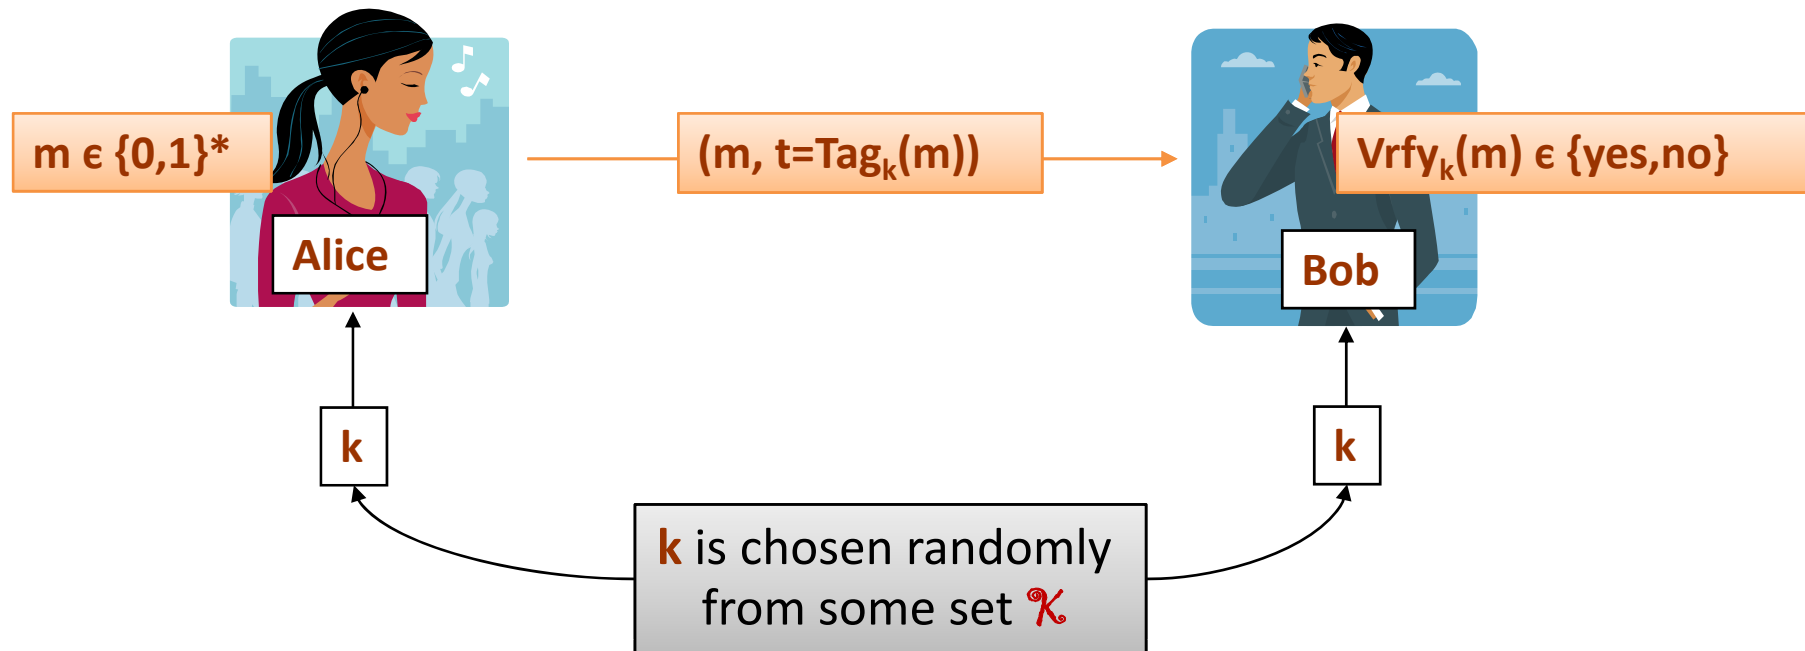 m ϵ {0,1}*
(m, t=Tagₖ(m))
Vrfyₖ(m) ϵ {yes,no}
Alice
Bob
k
k
k is chosen randomly
from some set 𝒦